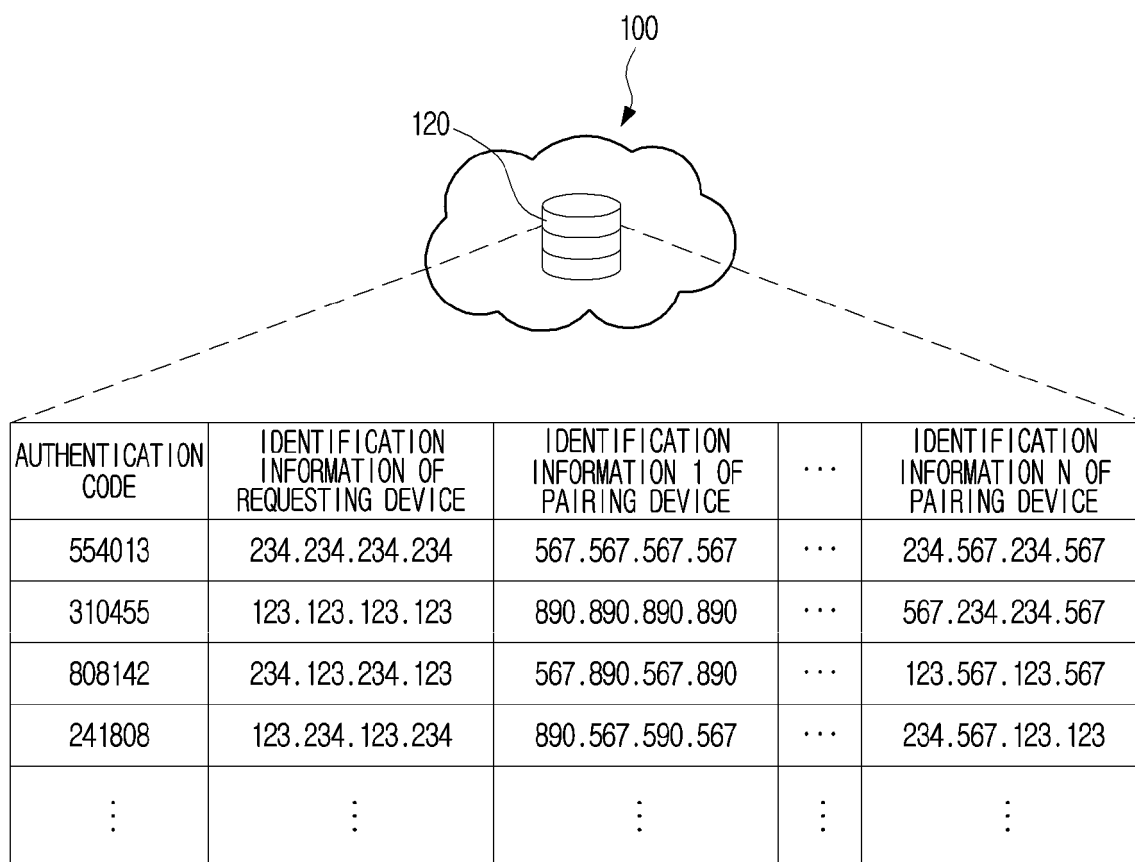 100
120
AUTHENTICATION CODE | IDENTIFICATION INFORMATION OF REQUESTING DEVICE | IDENTIFICATION INFORMATION 1 OF PAIRING DEVICE | ... | IDENTIFICATION INFORMATION N OF PAIRING DEVICE
554013 | 234.234.234.234 | 567.567.567.567 | ... | 234.567.234.567
310455 | 123.123.123.123 | 890.890.890.890 | ... | 567.234.234.567
808142 | 234.123.234.123 | 567.890.567.890 | ... | 123.567.123.567
241808 | 123.234.123.234 | 890.567.590.567 | ... | 234.567.123.123
⋮ | ⋮ | ⋮ | ⋮ | ⋮